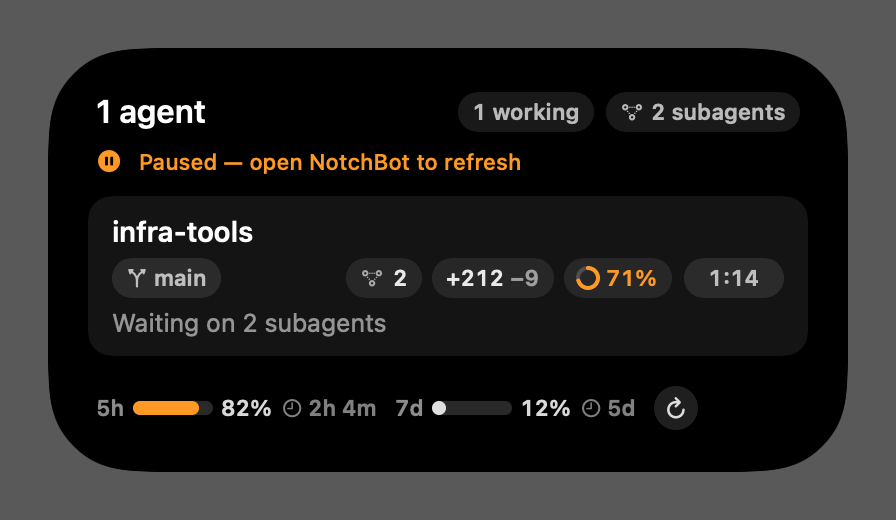 1 agent 1 working 2 subagents
Paused — open NotchBot to refresh
infra-tools
main 2 +212 −9 71% 1:14
Waiting on 2 subagents
5h 82% 2h 4m 7d 12% 5d